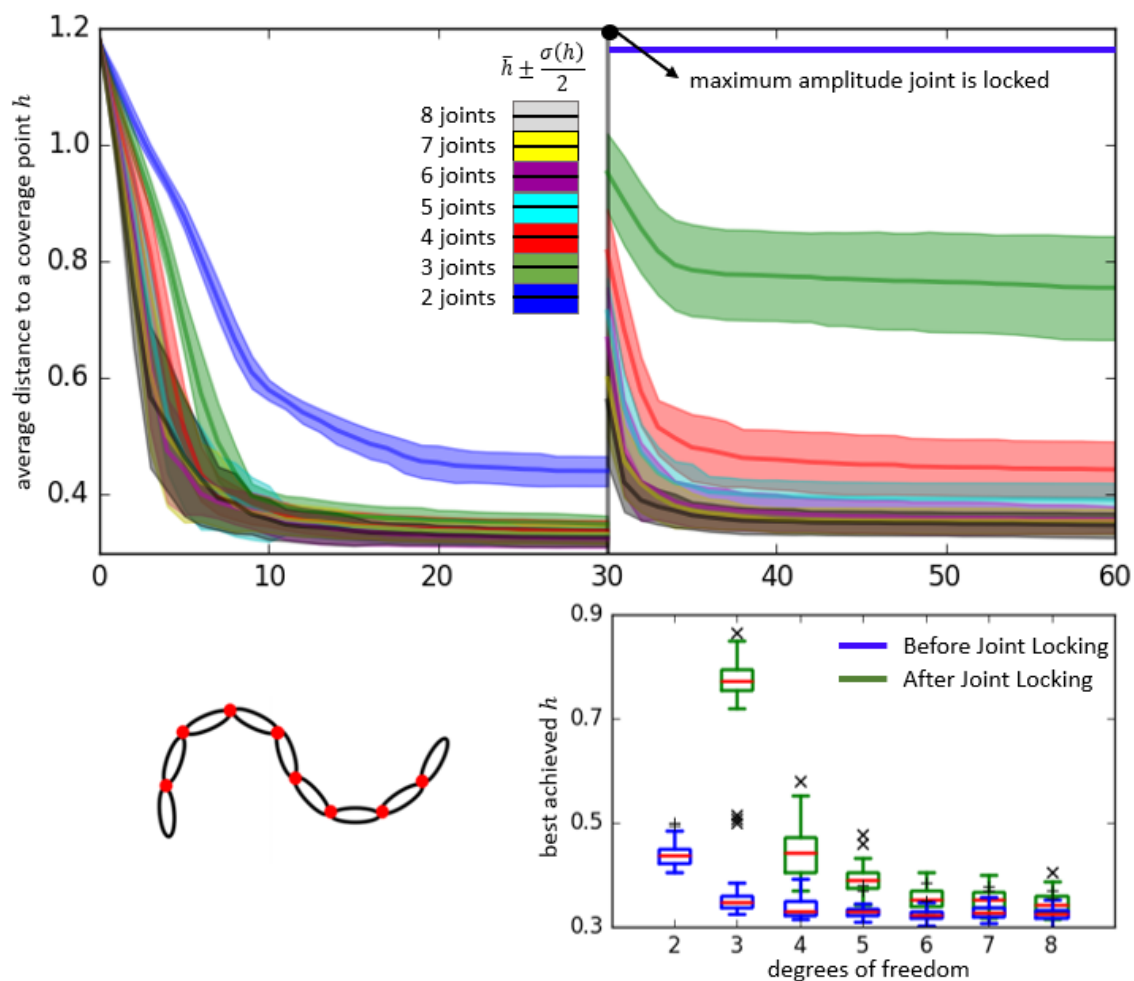 1.2
1.0
0.8
0.6
0.4
average distance to a coverage point h
h̄ ± σ(h)/2
8 joints
7 joints
6 joints
5 joints
4 joints
3 joints
2 joints
maximum amplitude joint is locked
0 10 20 30 40 50 60
0.9
0.7
0.5
0.3
best achieved h
Before Joint Locking
After Joint Locking
2 3 4 5 6 7 8
degrees of freedom